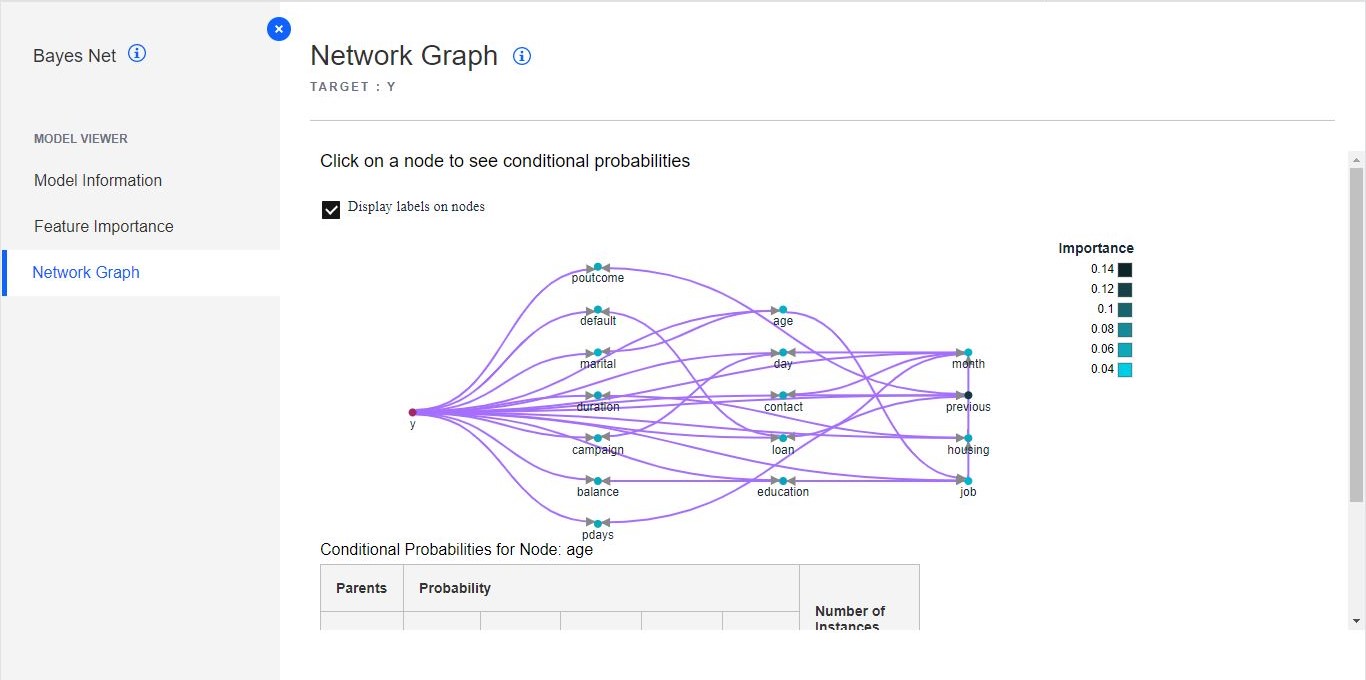 Bayes Net
MODEL VIEWER
Model Information
Feature Importance
Network Graph
Network Graph
TARGET : Y
Click on a node to see conditional probabilities
Display labels on nodes
Importance
0.14
0.12
0.1
0.08
0.06
0.04
poutcome
default
age
marital
day
month
duration
contact
previous
y
campaign
loan
housing
balance
education
job
pdays
Conditional Probabilities for Node: age
Parents
Probability
Number of
Instances